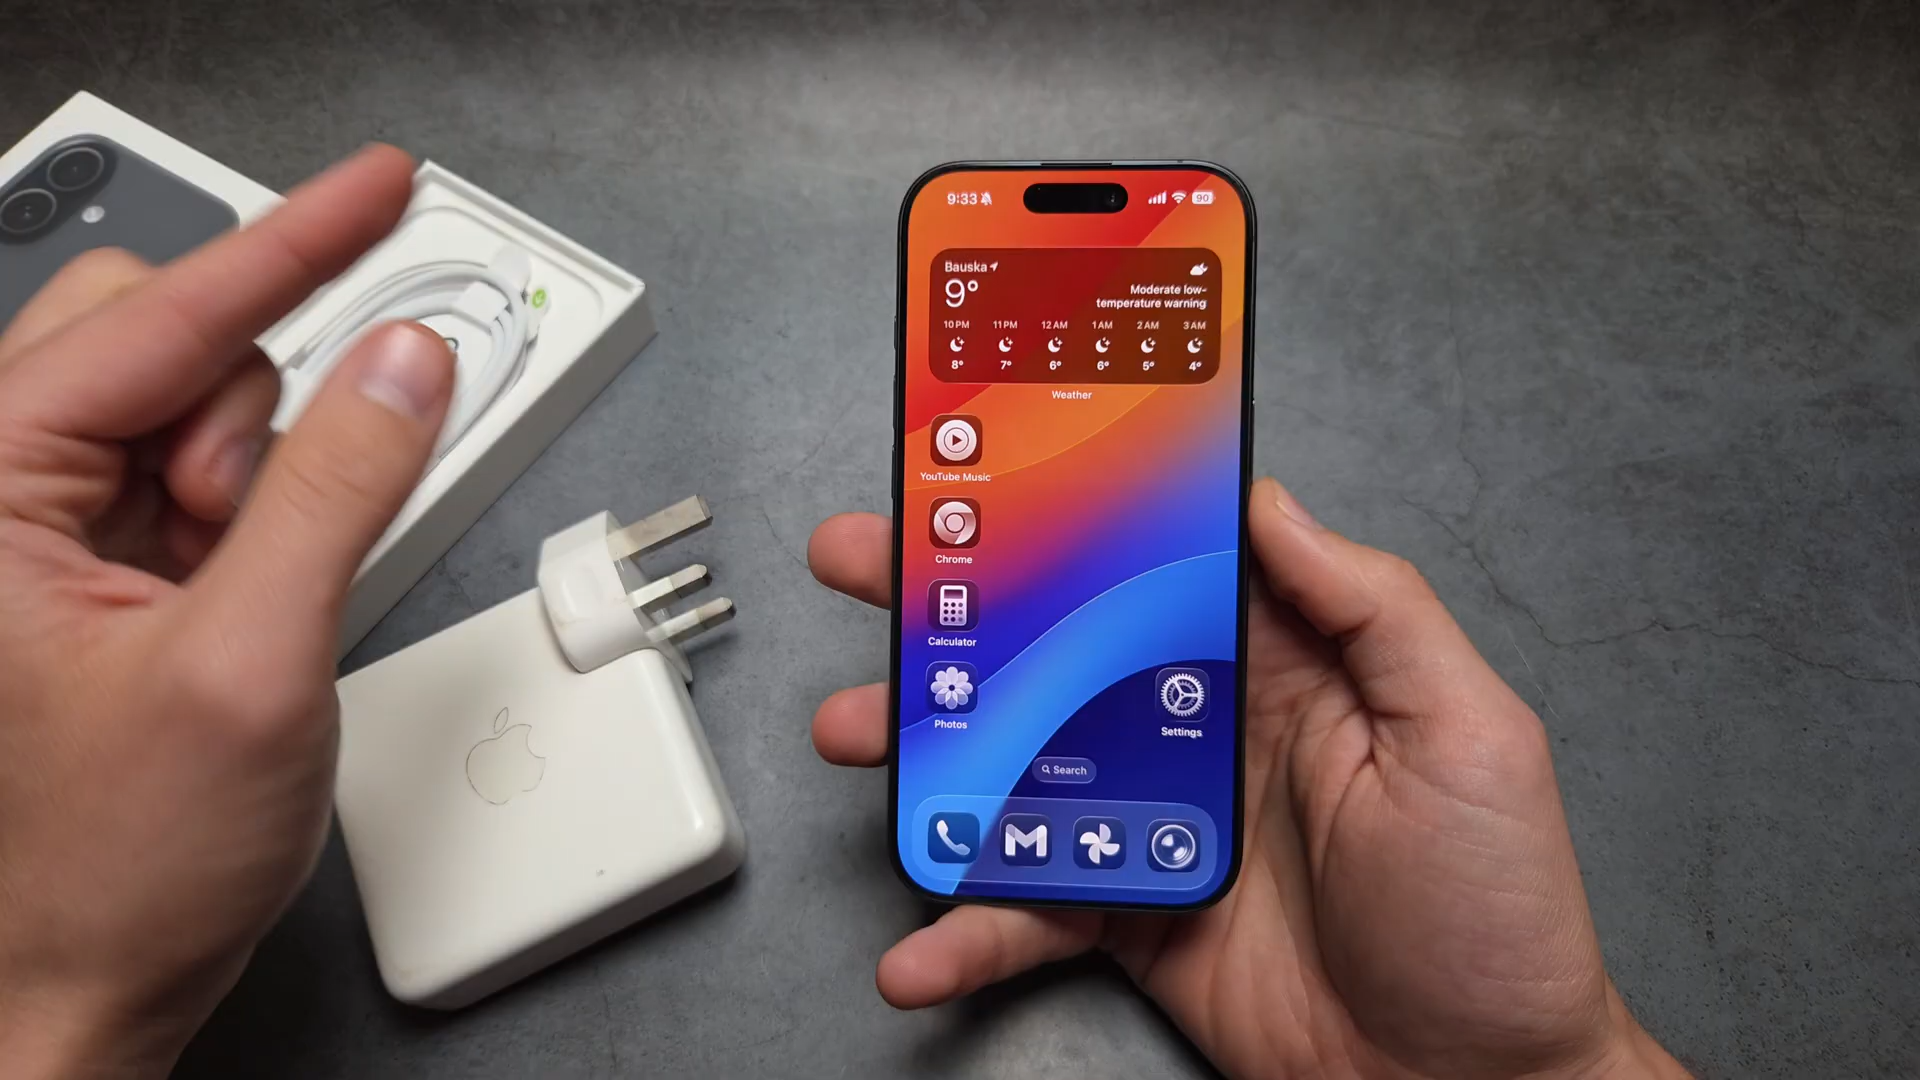 9:33
90
Bauska
9°
Moderate low-
temperature warning
10 PM 11 PM 12 AM 1 AM 2 AM 3 AM
8° 7° 6° 6° 5° 4°
Weather
YouTube Music
Chrome
Calculator
Photos
Settings
Search